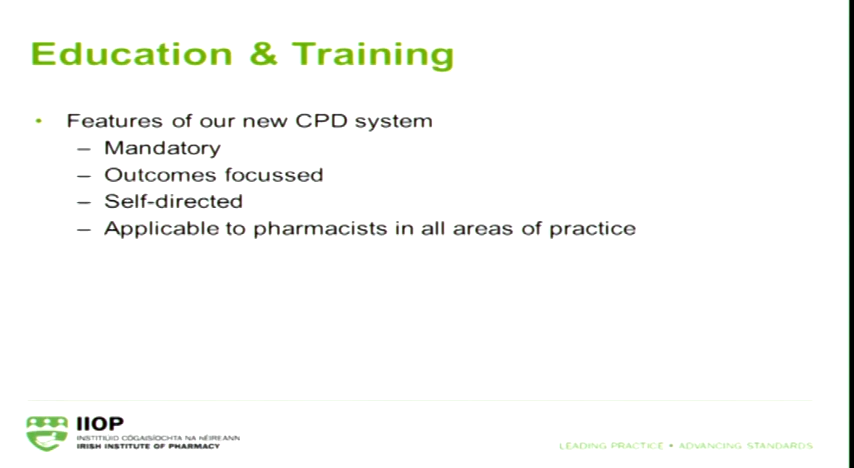 Education & Training
• Features of our new CPD system
– Mandatory
– Outcomes focussed
– Self-directed
– Applicable to pharmacists in all areas of practice
IIOP
INSTITIÚID CÓGAISÍOCHTA NA HÉIREANN
IRISH INSTITUTE OF PHARMACY
LEADING PRACTICE • ADVANCING STANDARDS